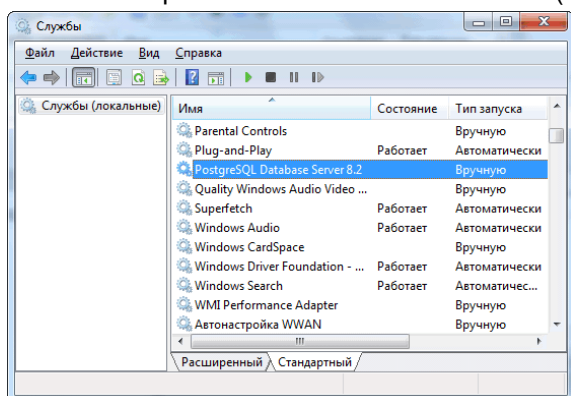 (
Службы
Файл Действие Вид Справка
Службы (локальные)
Имя Состояние Тип запуска
Parental Controls Вручную
Plug-and-Play Работает Автоматически
PostgreSQL Database Server 8.2 Вручную
Quality Windows Audio Video ... Вручную
Superfetch Работает Автоматически
Windows Audio Работает Автоматически
Windows CardSpace Вручную
Windows Driver Foundation - ... Работает Автоматически
Windows Search Работает Автоматичес...
WMI Performance Adapter Вручную
Автонастройка WWAN Вручную
Расширенный Стандартный